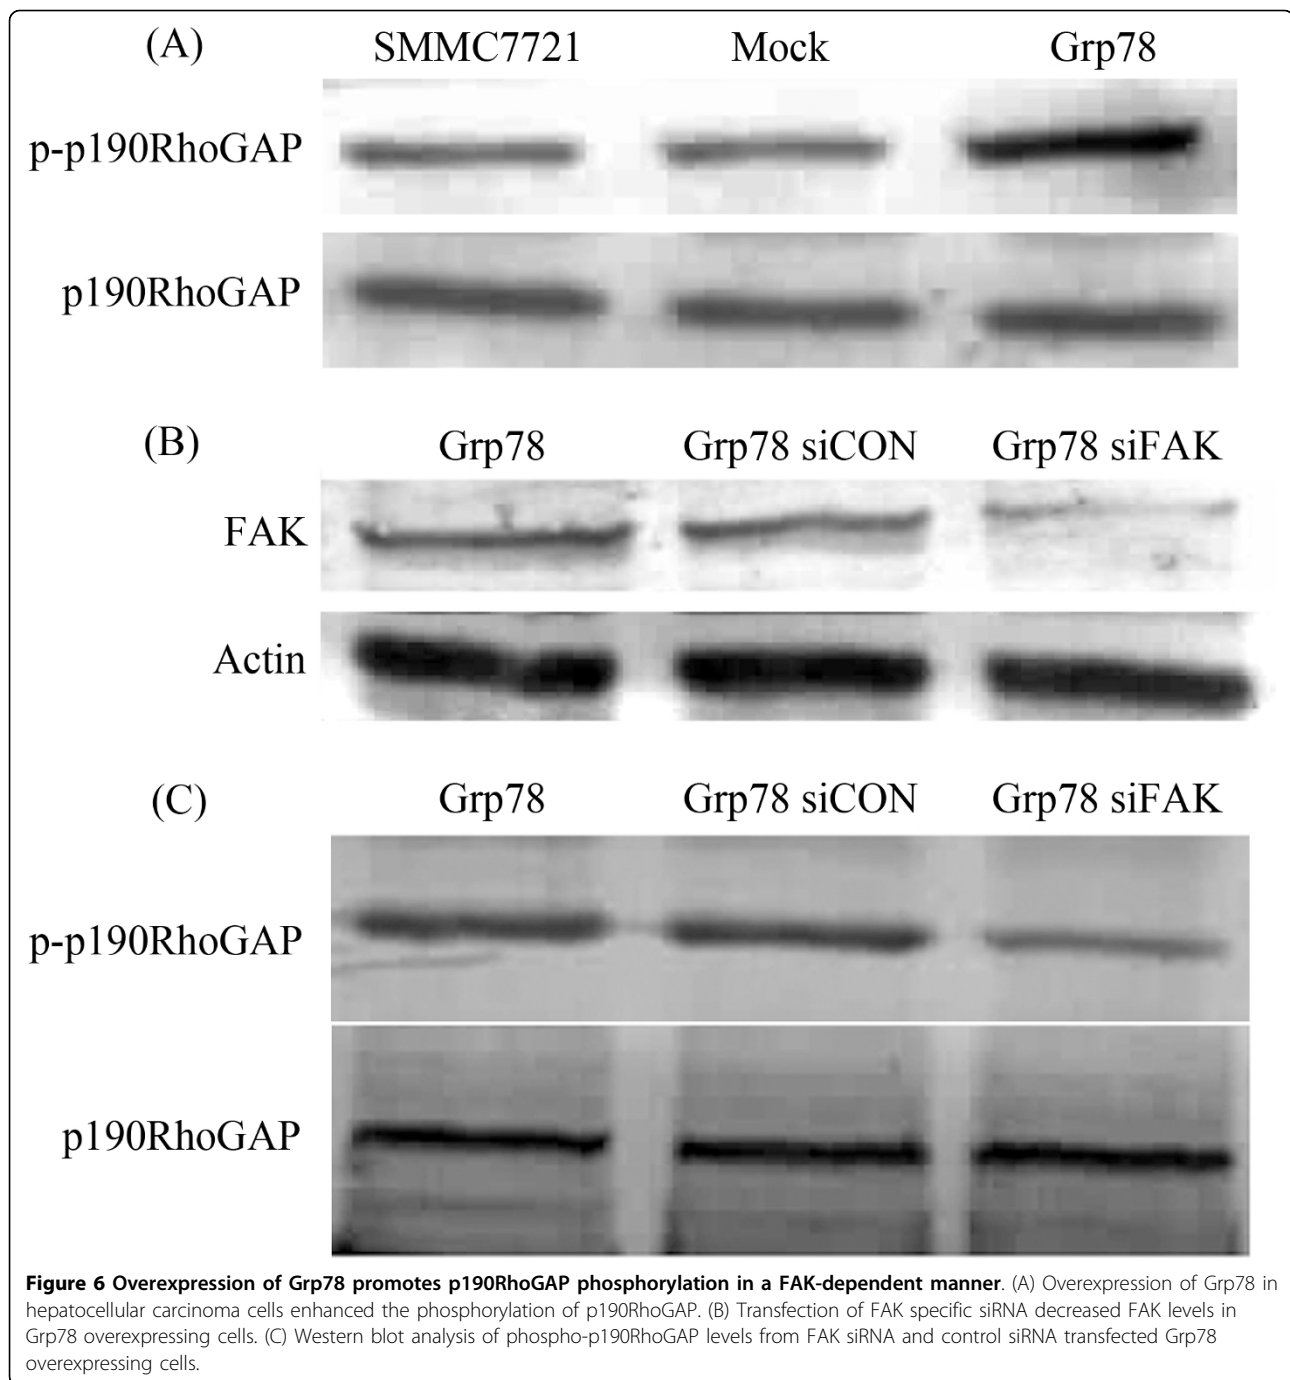 (A) SMMC7721 Mock Grp78
p-p190RhoGAP
p190RhoGAP
(B) Grp78 Grp78 siCON Grp78 siFAK
FAK
Actin
(C) Grp78 Grp78 siCON Grp78 siFAK
p-p190RhoGAP
p190RhoGAP
Figure 6 Overexpression of Grp78 promotes p190RhoGAP phosphorylation in a FAK-dependent manner. (A) Overexpression of Grp78 in
hepatocellular carcinoma cells enhanced the phosphorylation of p190RhoGAP. (B) Transfection of FAK specific siRNA decreased FAK levels in
Grp78 overexpressing cells. (C) Western blot analysis of phospho-p190RhoGAP levels from FAK siRNA and control siRNA transfected Grp78
overexpressing cells.